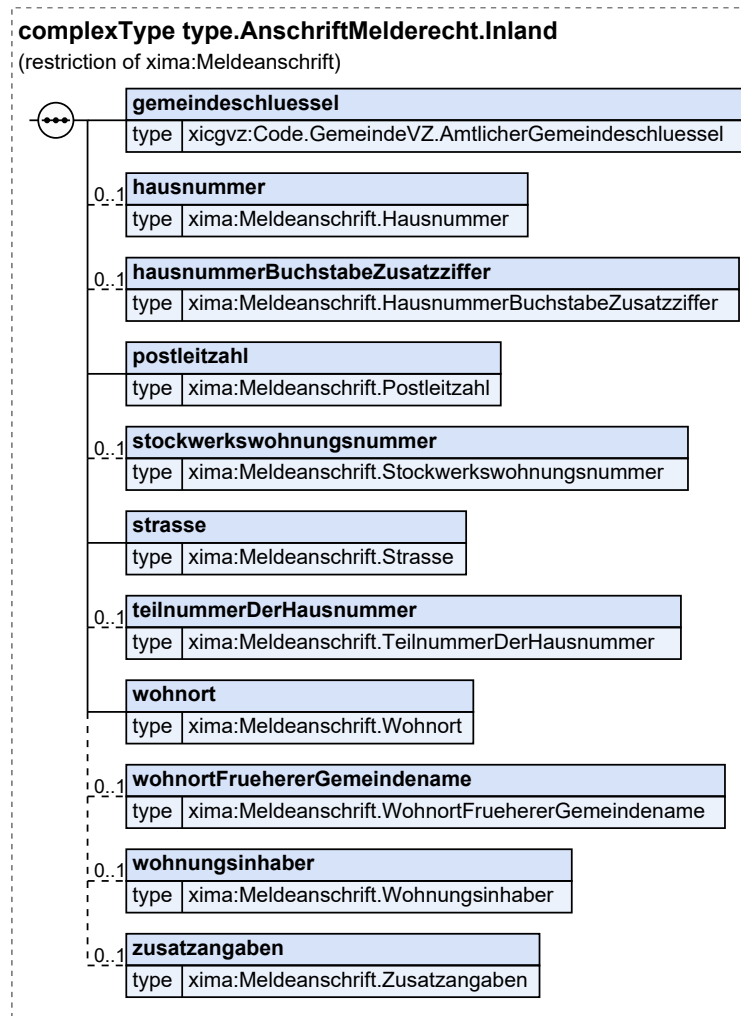 complexType type.AnschriftMelderecht.Inland
(restriction of xima:Meldeanschrift)
gemeindeschluessel
type xicgvz:Code.GemeindeVZ.AmtlicherGemeindeschluessel
0..1 hausnummer
type xima:Meldeanschrift.Hausnummer
0..1 hausnummerBuchstabeZusatzziffer
type xima:Meldeanschrift.HausnummerBuchstabeZusatzziffer
postleitzahl
type xima:Meldeanschrift.Postleitzahl
0..1 stockwerkswohnungsnummer
type xima:Meldeanschrift.Stockwerkswohnungsnummer
strasse
type xima:Meldeanschrift.Strasse
0..1 teilnummerDerHausnummer
type xima:Meldeanschrift.TeilnummerDerHausnummer
wohnort
type xima:Meldeanschrift.Wohnort
0..1 wohnortFruehererGemeindename
type xima:Meldeanschrift.WohnortFruehererGemeindename
0..1 wohnungsinhaber
type xima:Meldeanschrift.Wohnungsinhaber
0..1 zusatzangaben
type xima:Meldeanschrift.Zusatzangaben